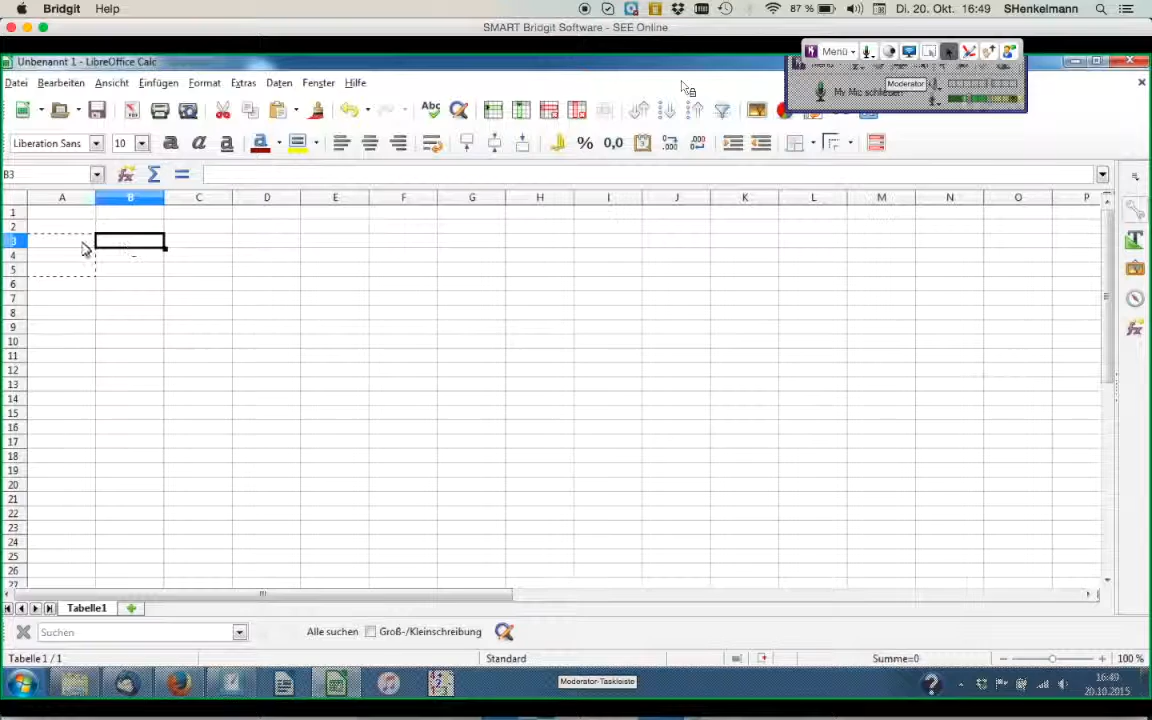 Bridgit Hilfe 87 % Di. 20. Okt. 16:49 SHenkelmann
SMART Bridgit Software - SEE Online
Menü
Unbenannt 1 - LibreOffice Calc
Moderator
Datei Bearbeiten Ansicht Einfügen Format Extras Daten Fenster Hilfe
My Mic schließen
Liberation Sans 10 % 0,0
B3
A B C D E F G H I J K L M N O P
1
2
3
4
5
6
7
8
9
10
11
12
13
14
15
16
17
18
19
20
21
22
23
24
25
26
27
Tabelle1
Suchen Alle suchen Groß-/Kleinschreibung
Tabelle 1 / 1 Standard Summe=0 100 %
Moderator-Taskleiste
16:49
20.10.2015